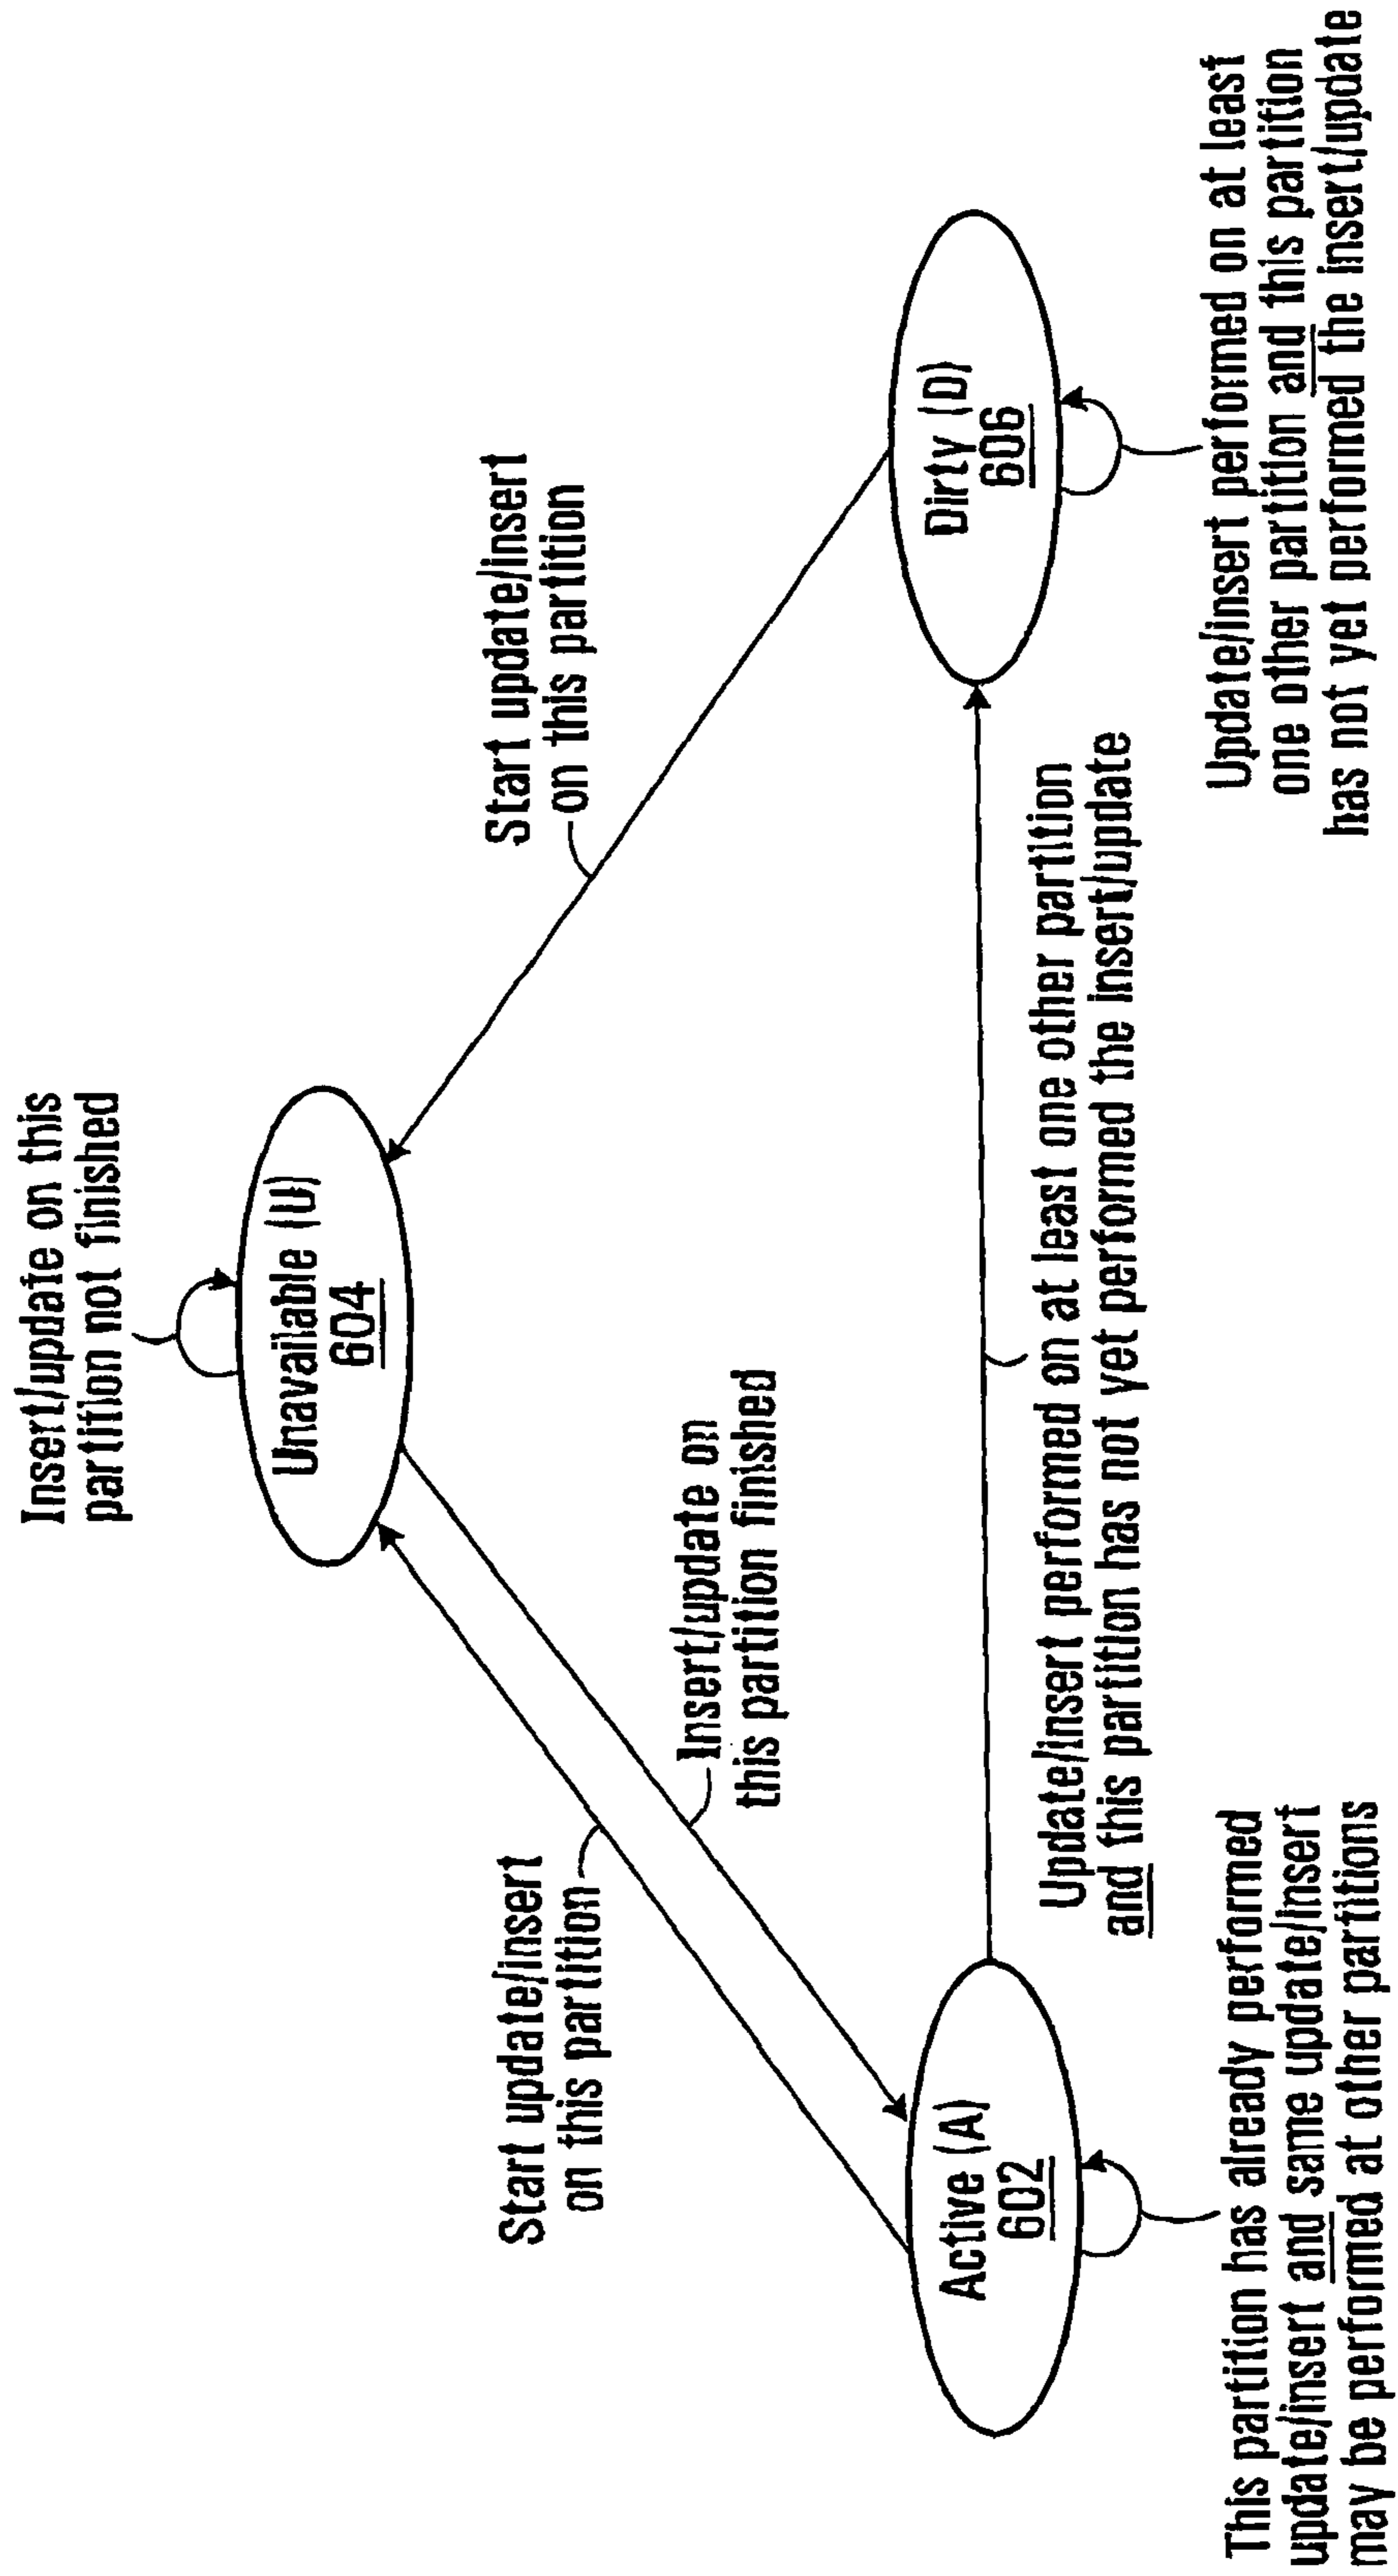 Insert/update on this
partition not finished
Unavailable (U)
604
Start update/insert
on this partition
Start update/insert
on this partition
Insert/update on
this partition finished
Active (A)
602
Dirty (D)
606
Update/insert performed on at least one other partition
and this partition has not yet performed the insert/update
This partition has already performed
update/insert and same update/insert
may be performed at other partitions
Update/insert performed on at least
one other partition and this partition
has not yet performed the insert/update